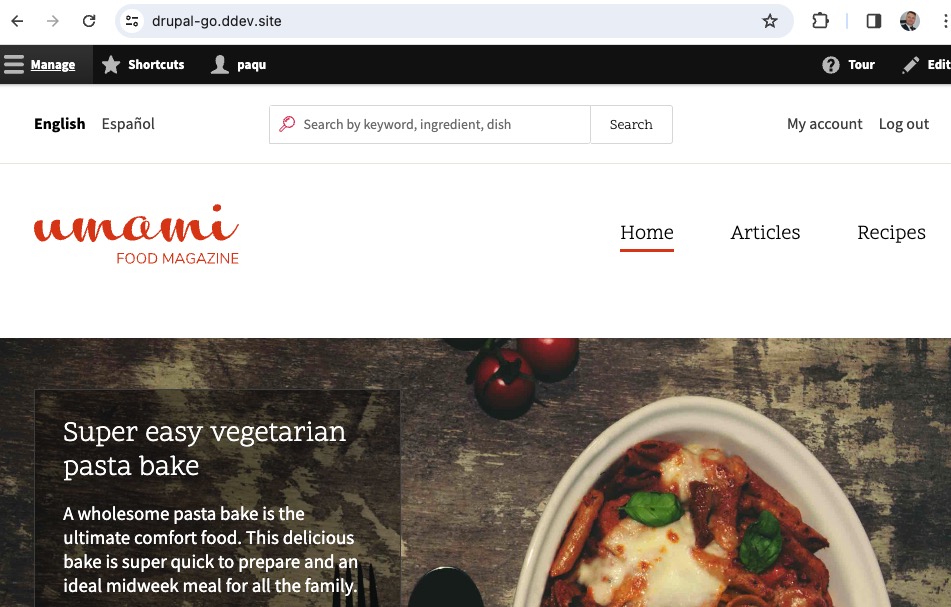 drupal-go.ddev.site
Manage Shortcuts paqu Tour Edit
English Español Search by keyword, ingredient, dish Search My account Log out
umami
FOOD MAGAZINE
Home Articles Recipes
Super easy vegetarian
pasta bake
A wholesome pasta bake is the
ultimate comfort food. This delicious
bake is super quick to prepare and an
ideal midweek meal for all the family.